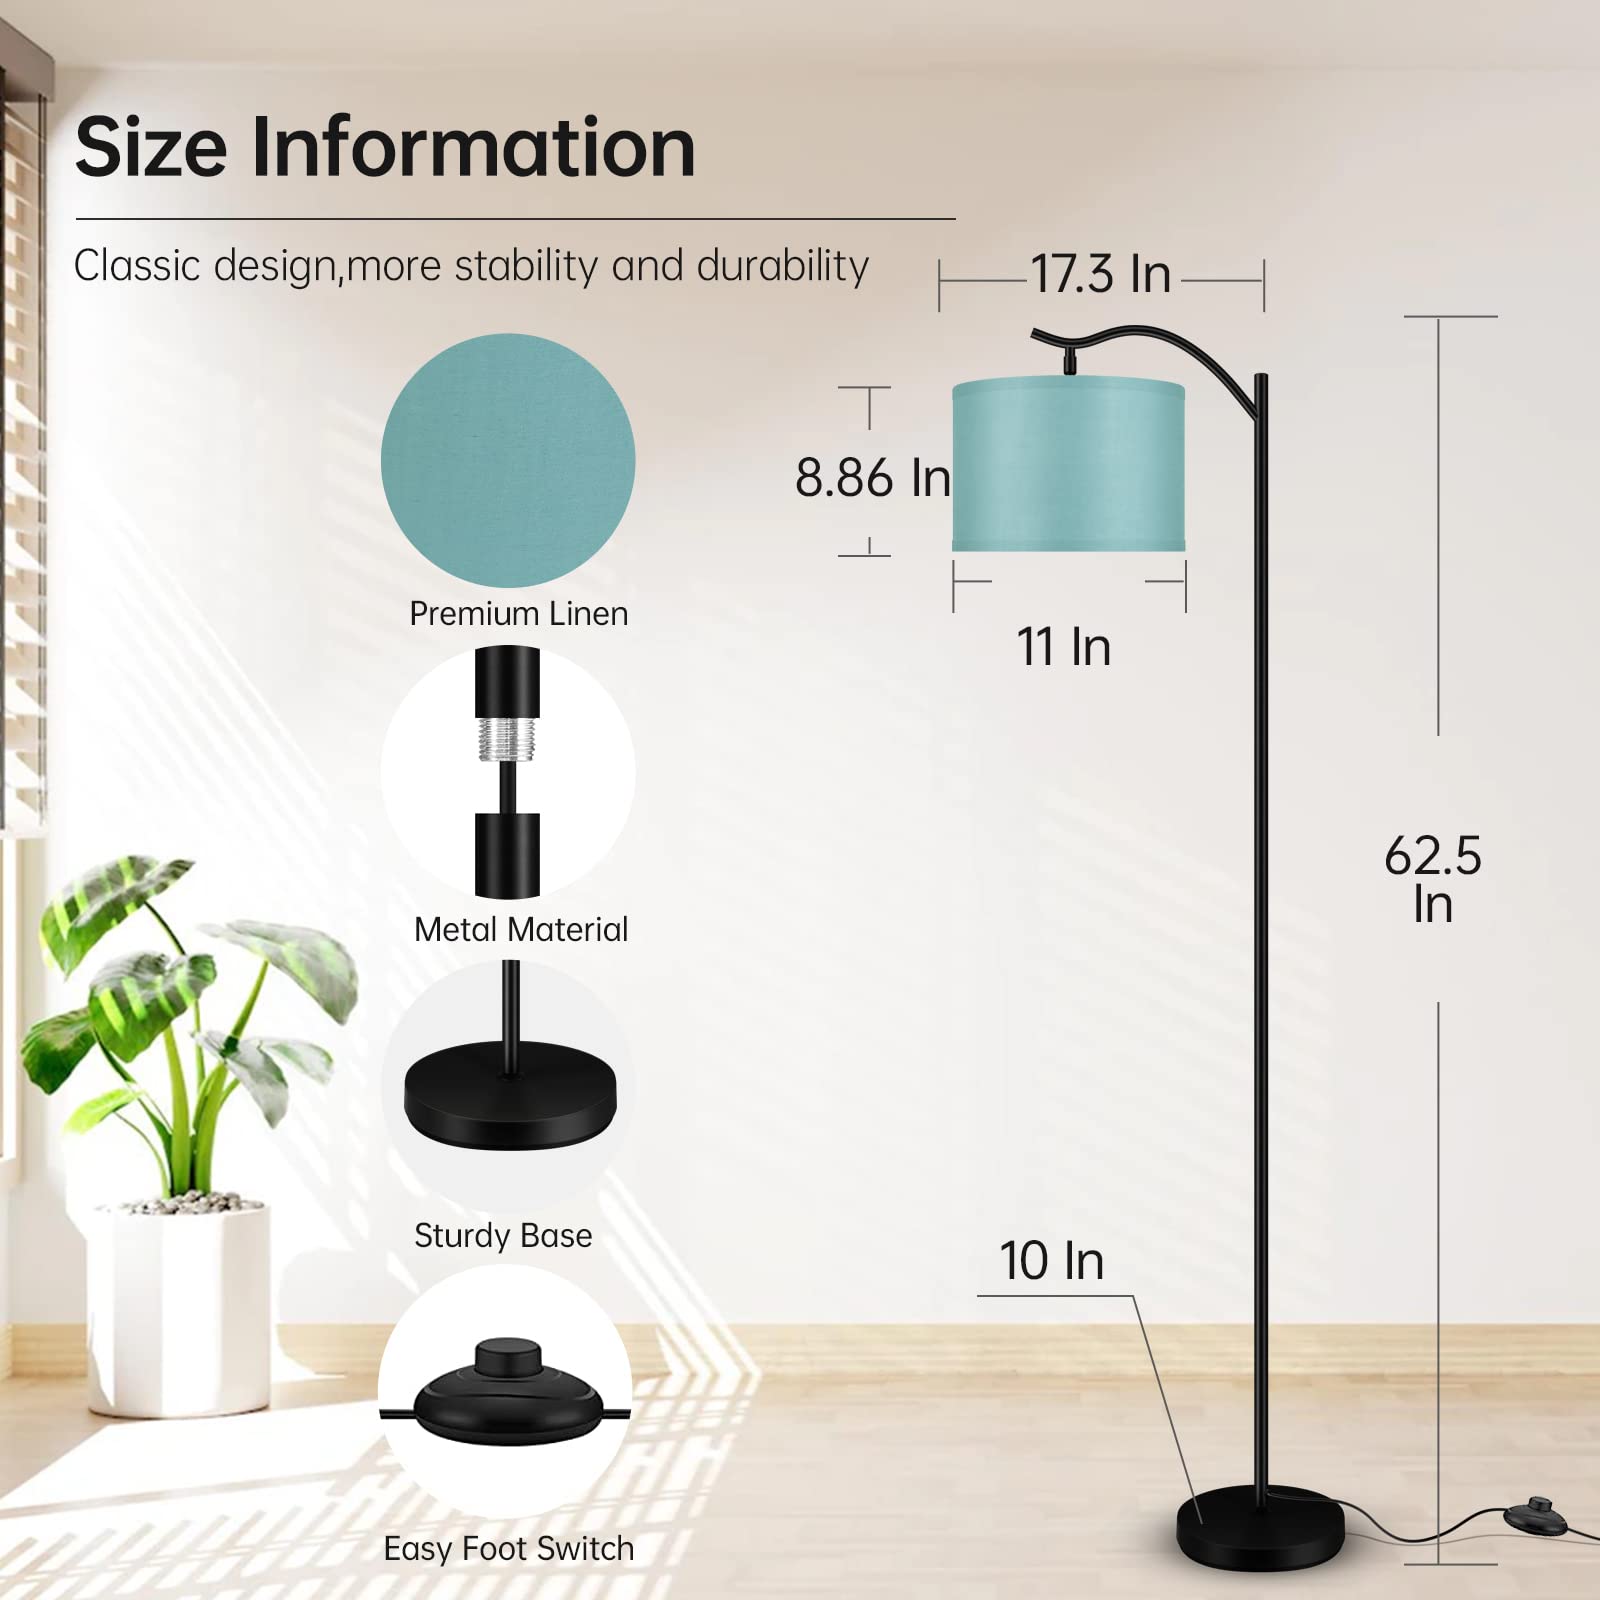 Size Information
Classic design,more stability and durability
17.3 In
8.86 In
11 In
62.5
In
10 In
Premium Linen
Metal Material
Sturdy Base
Easy Foot Switch